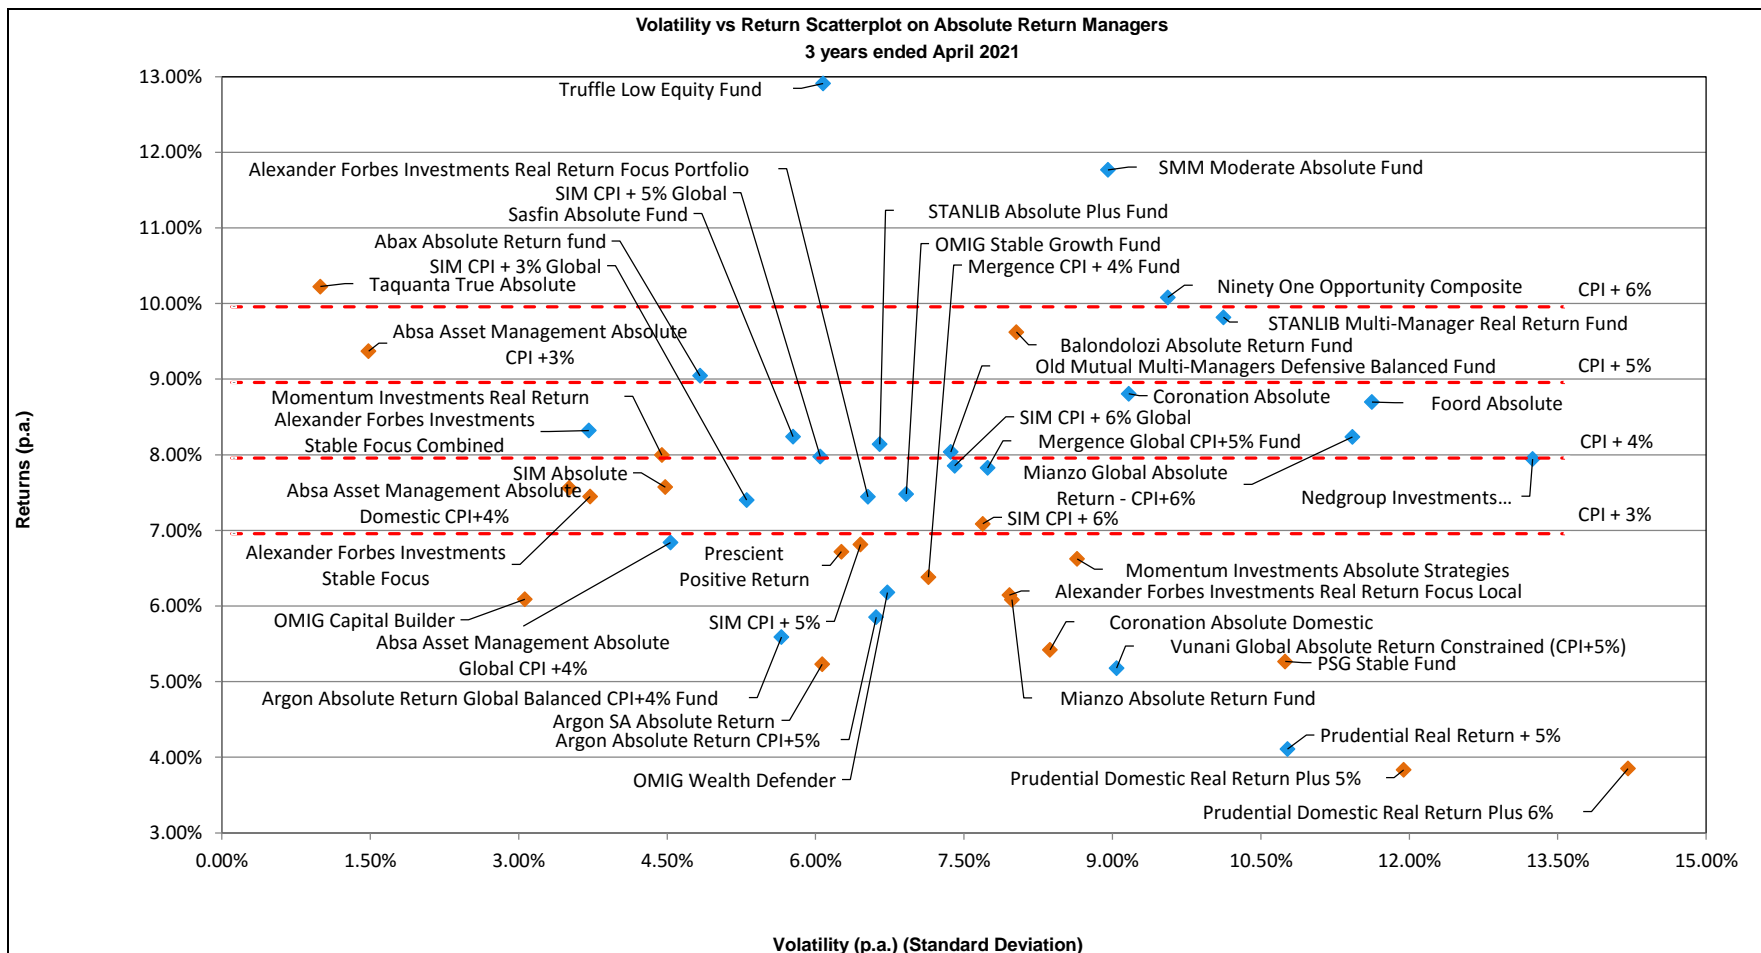 Volatility vs Return Scatterplot on Absolute Return Managers
3 years ended April 2021
13.00%
Truffle Low Equity Fund
12.00%
Alexander Forbes Investments Real Return Focus Portfolio
SMM Moderate Absolute Fund
SIM CPI + 5% Global
Sasfin Absolute Fund
STANLIB Absolute Plus Fund
11.00%
Abax Absolute Return fund
OMIG Stable Growth Fund
SIM CPI + 3% Global
Mergence CPI + 4% Fund
Taquanta True Absolute
Ninety One Opportunity Composite
CPI + 6%
10.00%
STANLIB Multi-Manager Real Return Fund
Absa Asset Management Absolute
CPI +3%
Balondolozi Absolute Return Fund
Old Mutual Multi-Managers Defensive Balanced Fund
CPI + 5%
9.00%
Momentum Investments Real Return
Coronation Absolute
Foord Absolute
Alexander Forbes Investments
Stable Focus Combined
SIM CPI + 6% Global
Mergence Global CPI+5% Fund
CPI + 4%
8.00%
SIM Absolute
Mianzo Global Absolute
Return - CPI+6%
Absa Asset Management Absolute
Domestic CPI+4%
Nedgroup Investments...
SIM CPI + 6%
CPI + 3%
7.00%
Alexander Forbes Investments
Stable Focus
Prescient
Positive Return
Momentum Investments Absolute Strategies
Alexander Forbes Investments Real Return Focus Local
6.00%
OMIG Capital Builder
SIM CPI + 5%
Coronation Absolute Domestic
Absa Asset Management Absolute
Global CPI +4%
Vunani Global Absolute Return Constrained (CPI+5%)
PSG Stable Fund
5.00%
Argon Absolute Return Global Balanced CPI+4% Fund
Mianzo Absolute Return Fund
Argon SA Absolute Return
Argon Absolute Return CPI+5%
Prudential Real Return + 5%
4.00%
OMIG Wealth Defender
Prudential Domestic Real Return Plus 5%
Prudential Domestic Real Return Plus 6%
3.00%
0.00%
1.50%
3.00%
4.50%
6.00%
7.50%
9.00%
10.50%
12.00%
13.50%
15.00%
Returns (p.a.)
Volatility (p.a.) (Standard Deviation)